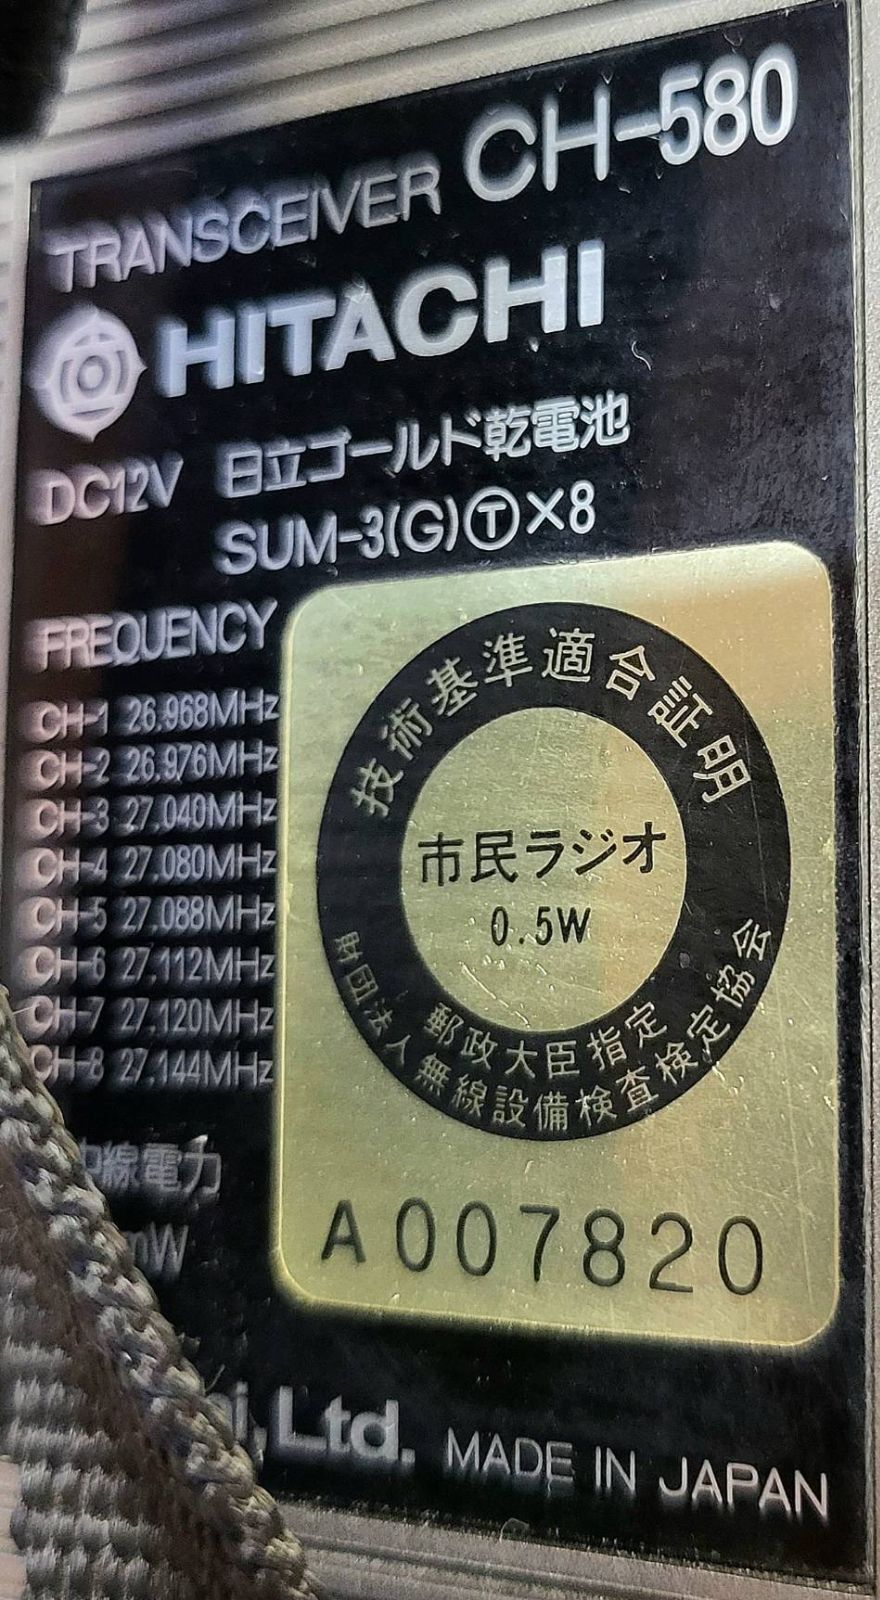 TRANSCEIVER CH-580
HITACHI
DC12V 日立ゴールド乾電池
SUM-3(G)Ⓣ×8
FREQUENCY
CH-1 26.968MHz
CH-2 26.976MHz
CH-3 27.040MHz
CH-4 27.080MHz
CH-5 27.088MHz
CH-6 27.112MHz
CH-7 27.120MHz
CH-8 27.144MHz
線電力
mW
技術基準適合証明
市民ラジオ
0.5W
郵政大臣指定
財団法人無線設備検査検定協会
A007820
i, Ltd. MADE IN JAPAN